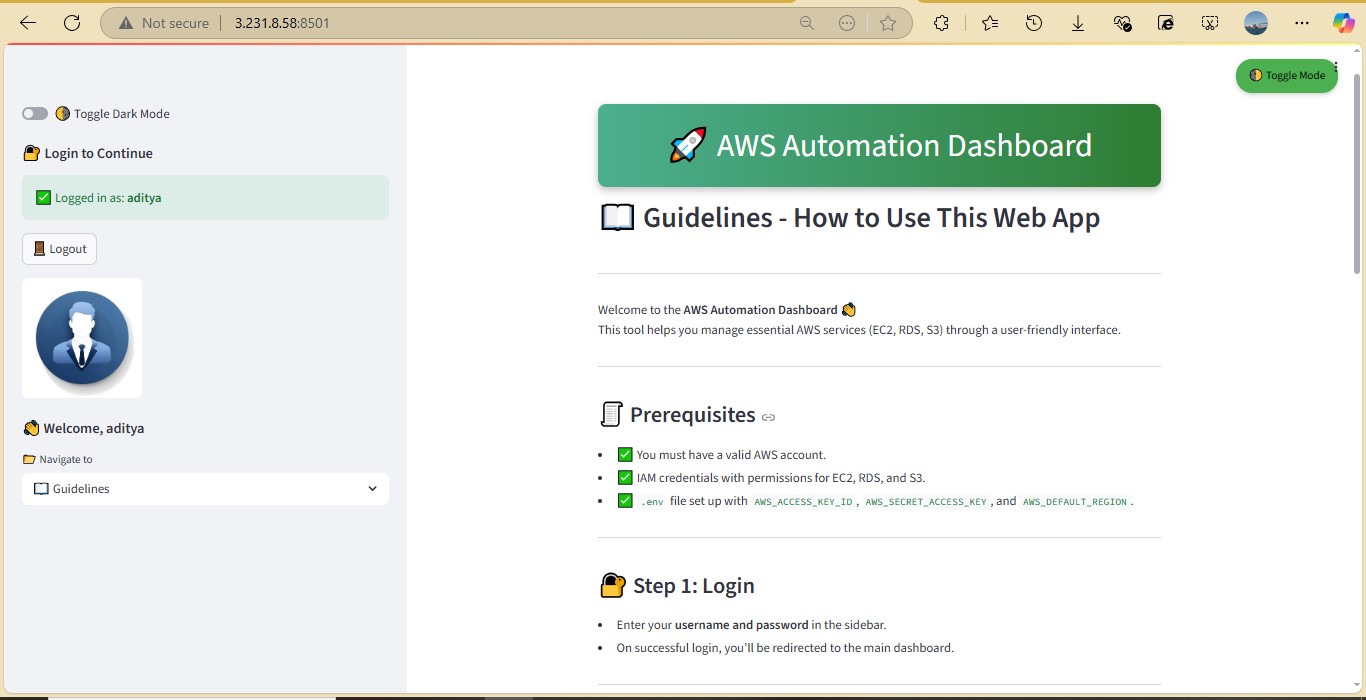 Not secure
3.231.8.58:8501
Toggle Dark Mode
Login to Continue
Logged in as: aditya
Logout
Welcome, aditya
Navigate to
Guidelines
Toggle Mode
AWS Automation Dashboard
Guidelines - How to Use This Web App
Welcome to the AWS Automation Dashboard
This tool helps you manage essential AWS services (EC2, RDS, S3) through a user-friendly interface.
Prerequisites
You must have a valid AWS account.
IAM credentials with permissions for EC2, RDS, and S3.
.env file set up with AWS_ACCESS_KEY_ID, AWS_SECRET_ACCESS_KEY, and AWS_DEFAULT_REGION.
Step 1: Login
Enter your username and password in the sidebar.
On successful login, you'll be redirected to the main dashboard.